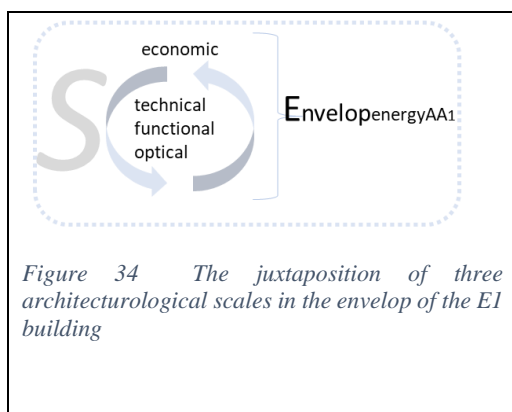 economic
S
technical
functional
optical
EnvelopenergyAA1
Figure 34 The juxtaposition of three
architecturological scales in the envelop of the E1
building